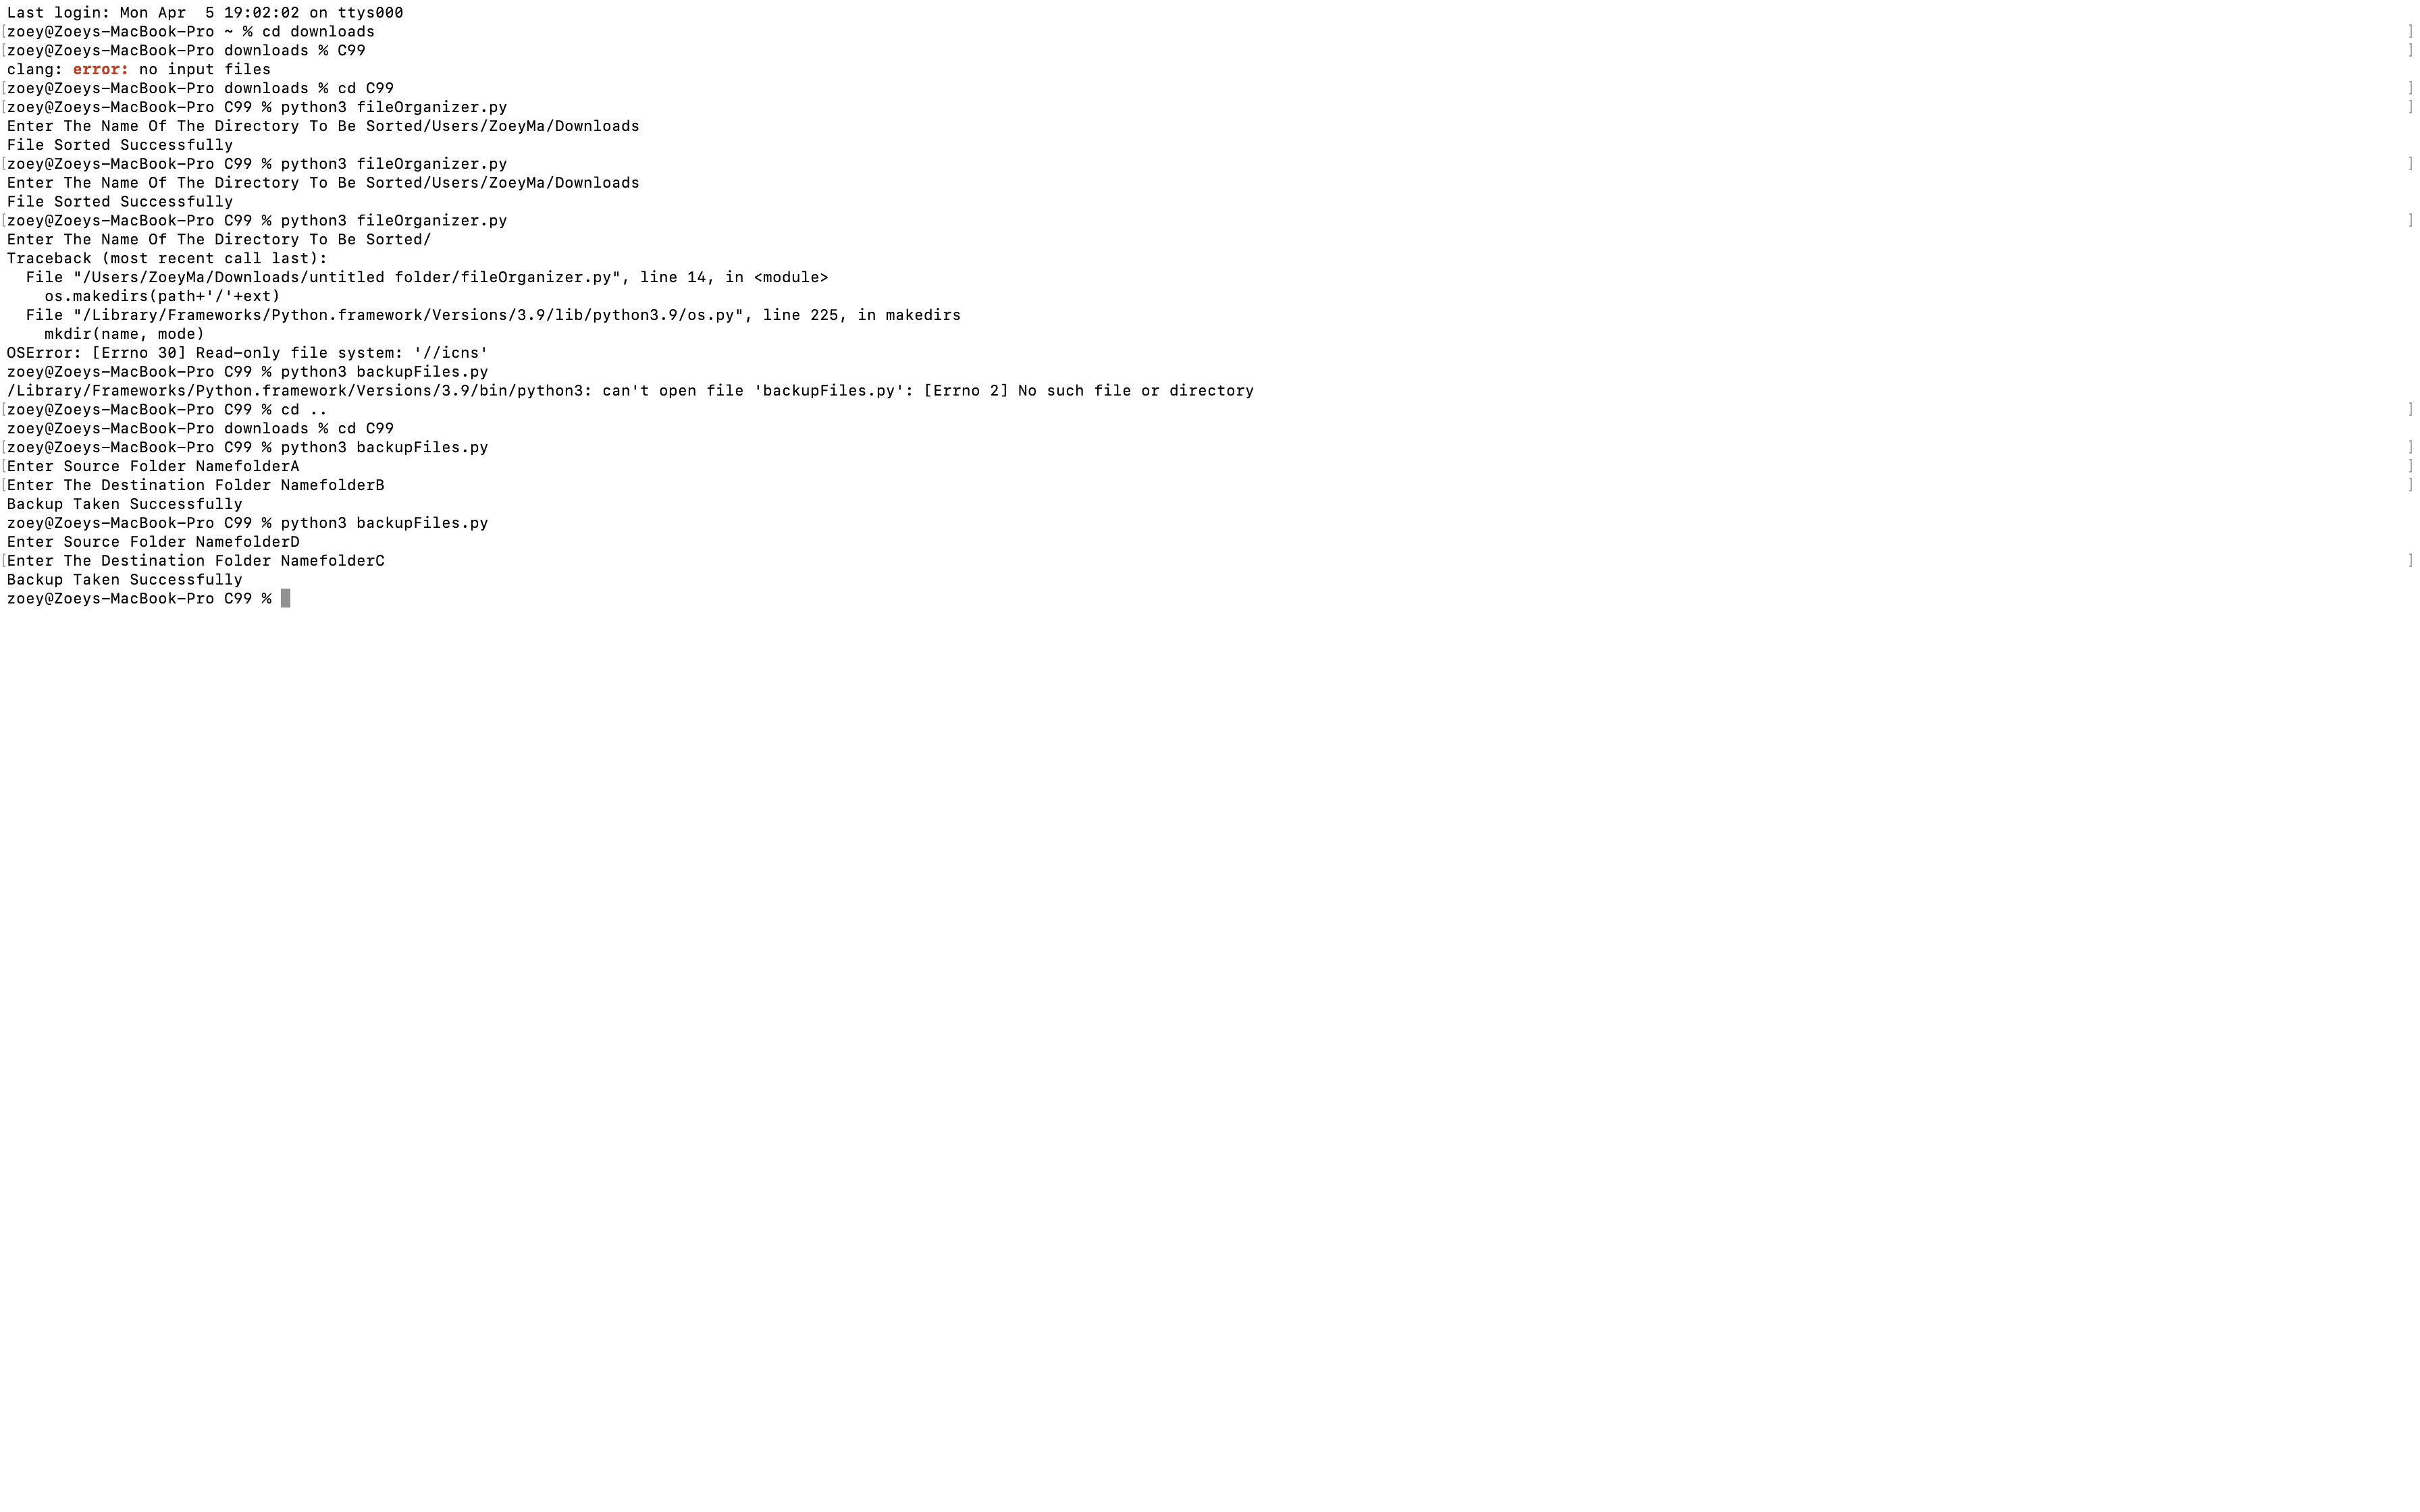 Last login: Mon Apr  5 19:02:02 on ttys000
[zoey@Zoeys-MacBook-Pro ~ % cd downloads ]
[zoey@Zoeys-MacBook-Pro downloads % C99 ]
clang: error: no input files
[zoey@Zoeys-MacBook-Pro downloads % cd C99 ]
[zoey@Zoeys-MacBook-Pro C99 % python3 fileOrganizer.py ]
Enter The Name Of The Directory To Be Sorted/Users/ZoeyMa/Downloads
File Sorted Successfully
[zoey@Zoeys-MacBook-Pro C99 % python3 fileOrganizer.py ]
Enter The Name Of The Directory To Be Sorted/Users/ZoeyMa/Downloads
File Sorted Successfully
[zoey@Zoeys-MacBook-Pro C99 % python3 fileOrganizer.py ]
Enter The Name Of The Directory To Be Sorted/
Traceback (most recent call last):
  File "/Users/ZoeyMa/Downloads/untitled folder/fileOrganizer.py", line 14, in <module>
    os.makedirs(path+'/'+ext)
  File "/Library/Frameworks/Python.framework/Versions/3.9/lib/python3.9/os.py", line 225, in makedirs
    mkdir(name, mode)
OSError: [Errno 30] Read-only file system: '//icns'
zoey@Zoeys-MacBook-Pro C99 % python3 backupFiles.py
/Library/Frameworks/Python.framework/Versions/3.9/bin/python3: can't open file 'backupFiles.py': [Errno 2] No such file or directory
[zoey@Zoeys-MacBook-Pro C99 % cd .. ]
zoey@Zoeys-MacBook-Pro downloads % cd C99
[zoey@Zoeys-MacBook-Pro C99 % python3 backupFiles.py ]
[Enter Source Folder NamefolderA ]
[Enter The Destination Folder NamefolderB ]
Backup Taken Successfully
zoey@Zoeys-MacBook-Pro C99 % python3 backupFiles.py
Enter Source Folder NamefolderD
[Enter The Destination Folder NamefolderC ]
Backup Taken Successfully
zoey@Zoeys-MacBook-Pro C99 %